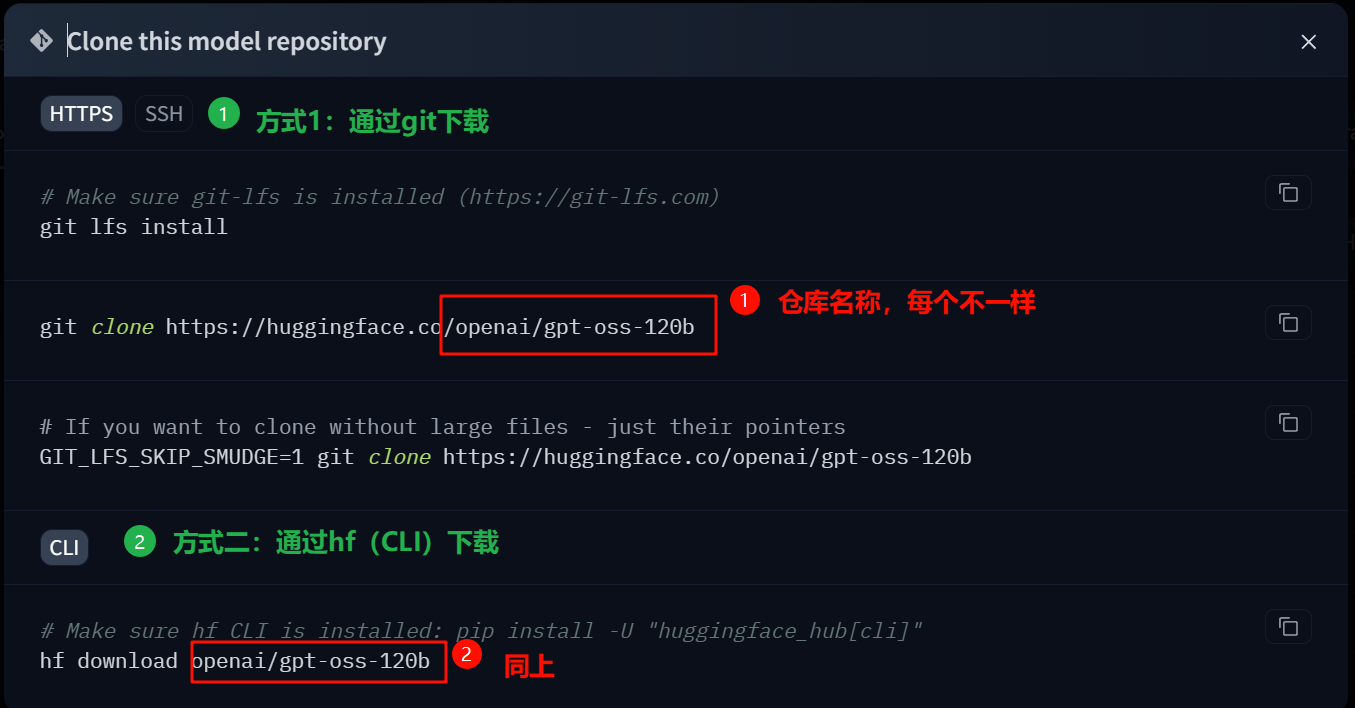 Clone this model repository
HTTPS SSH 1 方式1：通过git下载
# Make sure git-lfs is installed (https://git-lfs.com)
git lfs install
git clone https://huggingface.co/openai/gpt-oss-120b 1 仓库名称，每个不一样
# If you want to clone without large files - just their pointers
GIT_LFS_SKIP_SMUDGE=1 git clone https://huggingface.co/openai/gpt-oss-120b
CLI 2 方式二：通过hf（CLI）下载
# Make sure hf CLI is installed: pip install -U "huggingface_hub[cli]"
hf download openai/gpt-oss-120b 2 同上